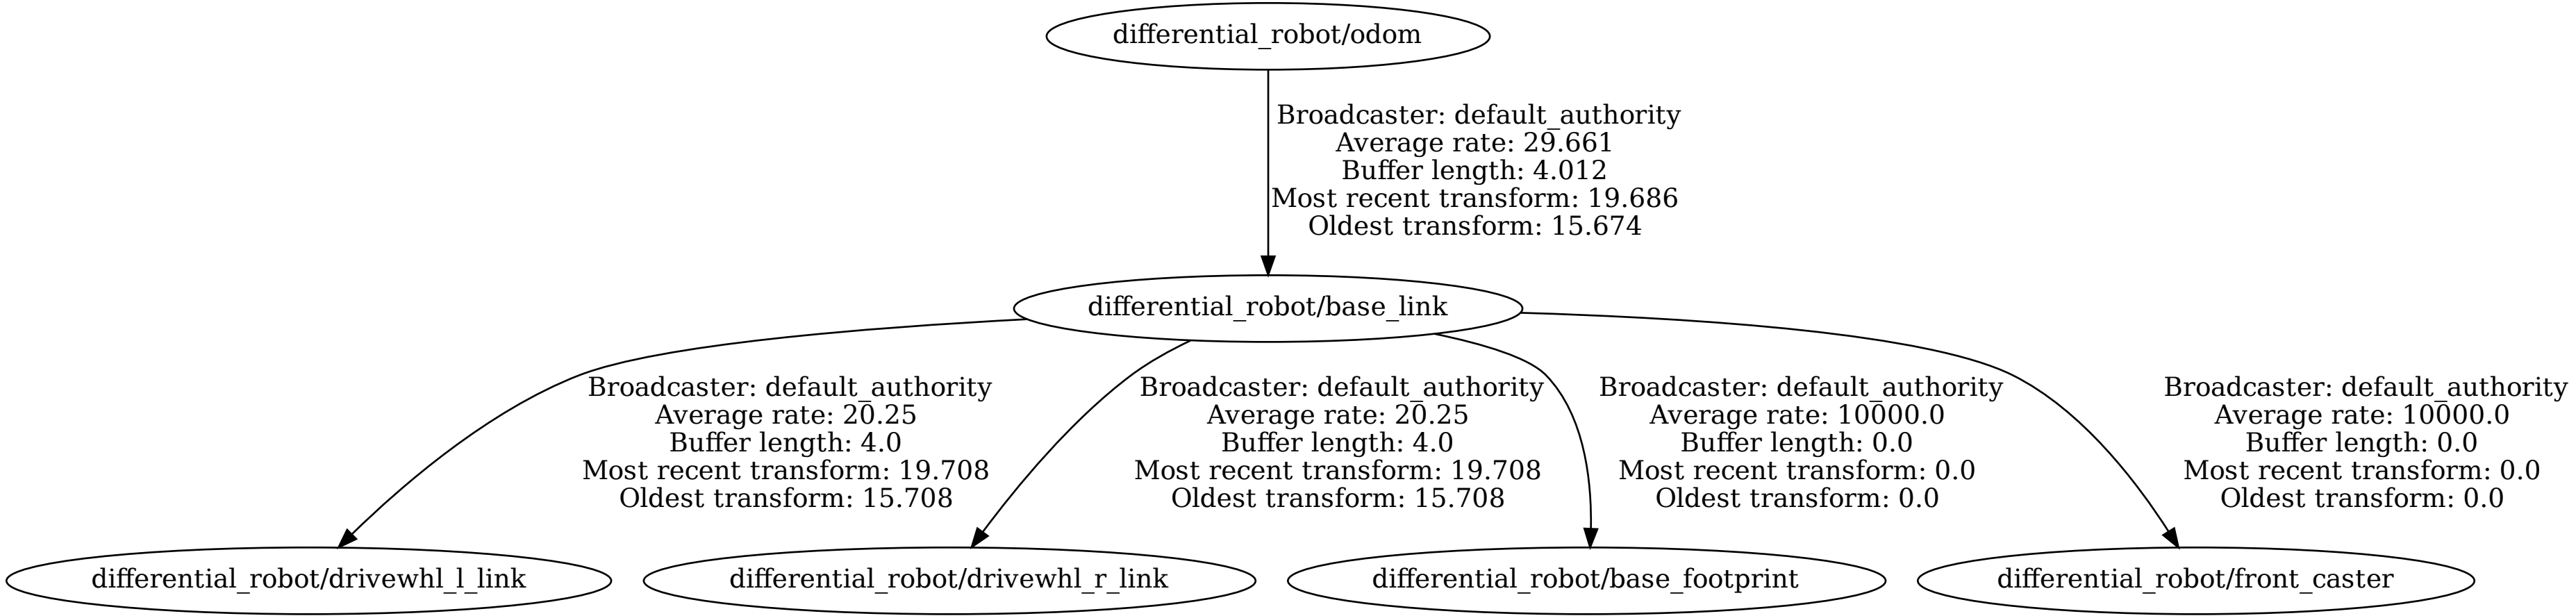 differential_robot/odom
Broadcaster: default_authority
Average rate: 29.661
Buffer length: 4.012
Most recent transform: 19.686
Oldest transform: 15.674
differential_robot/base_link
Broadcaster: default_authority
Average rate: 20.25
Buffer length: 4.0
Most recent transform: 19.708
Oldest transform: 15.708
Broadcaster: default_authority
Average rate: 20.25
Buffer length: 4.0
Most recent transform: 19.708
Oldest transform: 15.708
Broadcaster: default_authority
Average rate: 10000.0
Buffer length: 0.0
Most recent transform: 0.0
Oldest transform: 0.0
Broadcaster: default_authority
Average rate: 10000.0
Buffer length: 0.0
Most recent transform: 0.0
Oldest transform: 0.0
differential_robot/drivewhl_l_link
differential_robot/drivewhl_r_link
differential_robot/base_footprint
differential_robot/front_caster